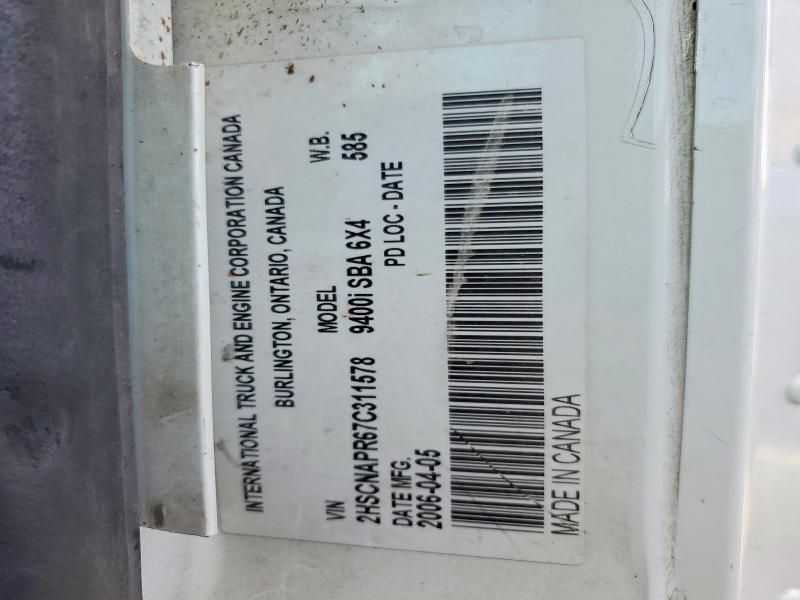 INTERNATIONAL TRUCK AND ENGINE CORPORATION CANADA
BURLINGTON, ONTARIO, CANADA
VIN MODEL W.B.
2HSCNAPR67C311578 9400i SBA 6X4 585
DATE MFG. PD LOC - DATE
2006-04-05
MADE IN CANADA